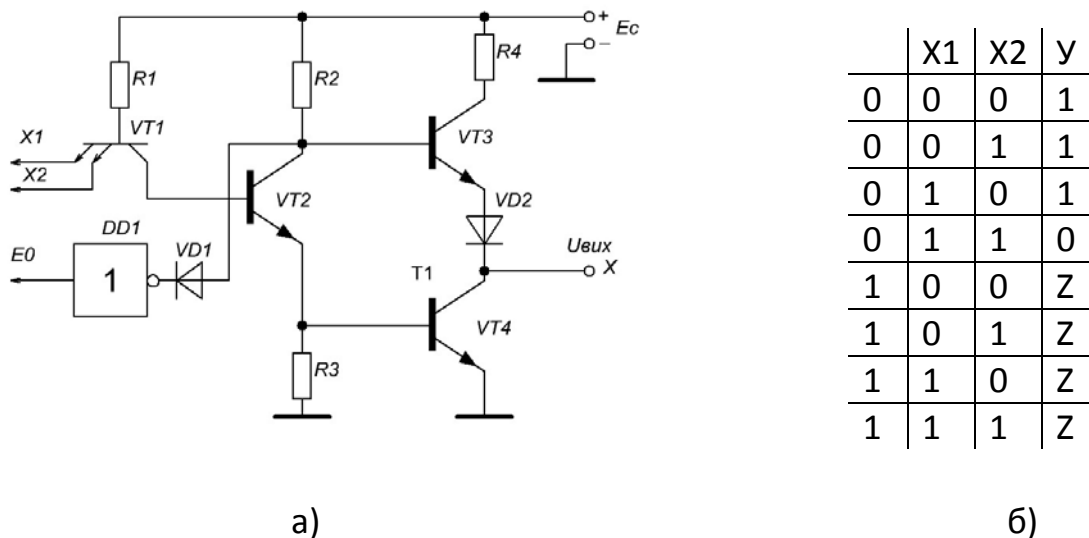 +
Ec
–
R1
R2
R4
X1
VT1
VT3
X2
VT2
VD2
DD1
E0
VD1
Uвих
1
T1
X
VT4
R3
X1 X2 У
0 0 0 1
0 0 1 1
0 1 0 1
0 1 1 0
1 0 0 Z
1 0 1 Z
1 1 0 Z
1 1 1 Z
а) б)